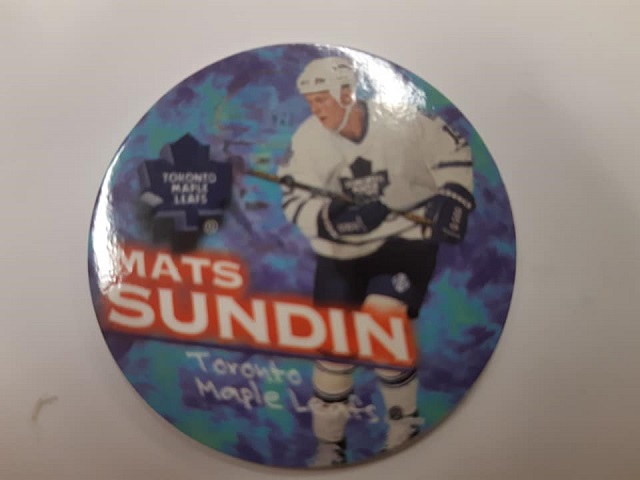 TORONTO
MAPLE
LEAFS
®
MATS
SUNDIN
Toronto
Maple Leafs